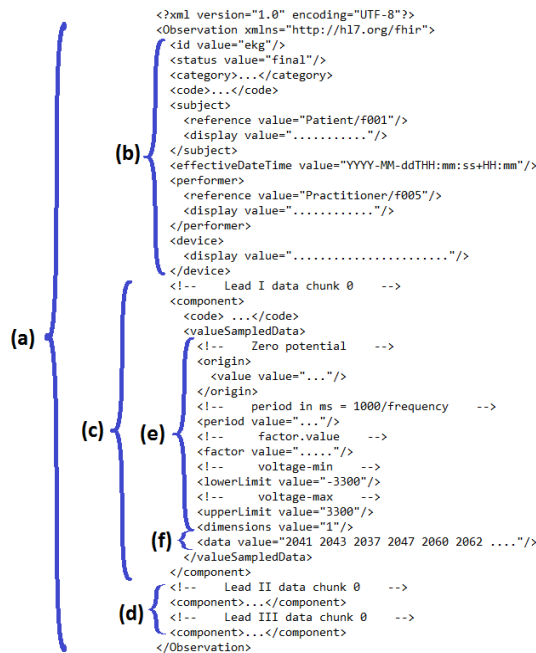 <?xml version="1.0" encoding="UTF-8"?>
<Observation xmlns="http://hl7.org/fhir">
<id value="ekg"/>
<status value="final"/>
<category>...</category>
<code>...</code>
<subject>
<reference value="Patient/f001"/>
<display value="..........."/>
(b) </subject>
<effectiveDateTime value="YYYY-MM-ddTHH:mm:ss+HH:mm"/>
<performer>
<reference value="Practitioner/f005"/>
<display value="............"/>
</performer>
<device>
<display value="......................."/>
</device>
<!-- Lead I data chunk 0 -->
<component>
<code> ...</code>
(a) <valueSampledData>
<!-- Zero potential -->
<origin>
<value value="..."/>
</origin>
<!-- period in ms = 1000/frequency -->
(c) (e) <period value="..."/>
<!-- factor.value -->
<factor value="....."/>
<!-- voltage-min -->
<lowerLimit value="-3300"/>
<!-- voltage-max -->
<upperLimit value="3300"/>
<dimensions value="1"/>
(f) <data value="2041 2043 2037 2047 2060 2062 ...."/>
</valueSampledData>
</component>
<!-- Lead II data chunk 0 -->
(d) <component>...</component>
<!-- Lead III data chunk 0 -->
<component>...</component>
</Observation>